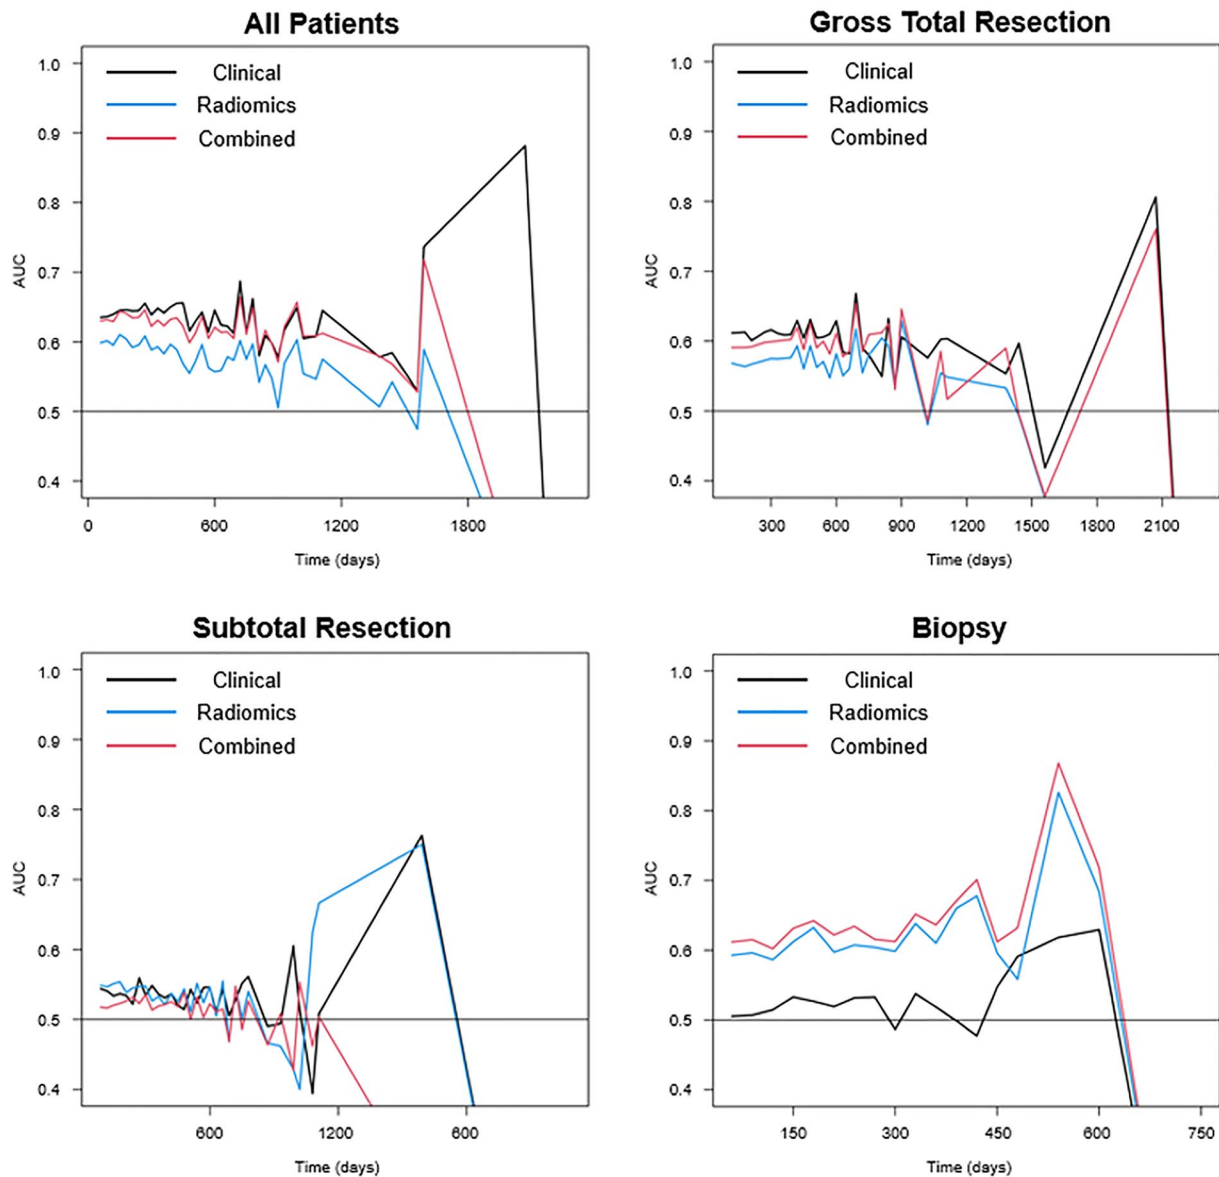 All Patients
Clinical
Radiomics
Combined
1.0
0.9
0.8
0.7
0.6
0.5
0.4
AUC
0
600
1200
1800
Time (days)
Gross Total Resection
Clinical
Radiomics
Combined
1.0
0.9
0.8
0.7
0.6
0.5
0.4
AUC
300
600
900
1200
1500
1800
2100
Time (days)
Subtotal Resection
Clinical
Radiomics
Combined
1.0
0.9
0.8
0.7
0.6
0.5
0.4
AUC
600
1200
600
Time (days)
Biopsy
Clinical
Radiomics
Combined
1.0
0.9
0.8
0.7
0.6
0.5
0.4
AUC
150
300
450
600
750
Time (days)